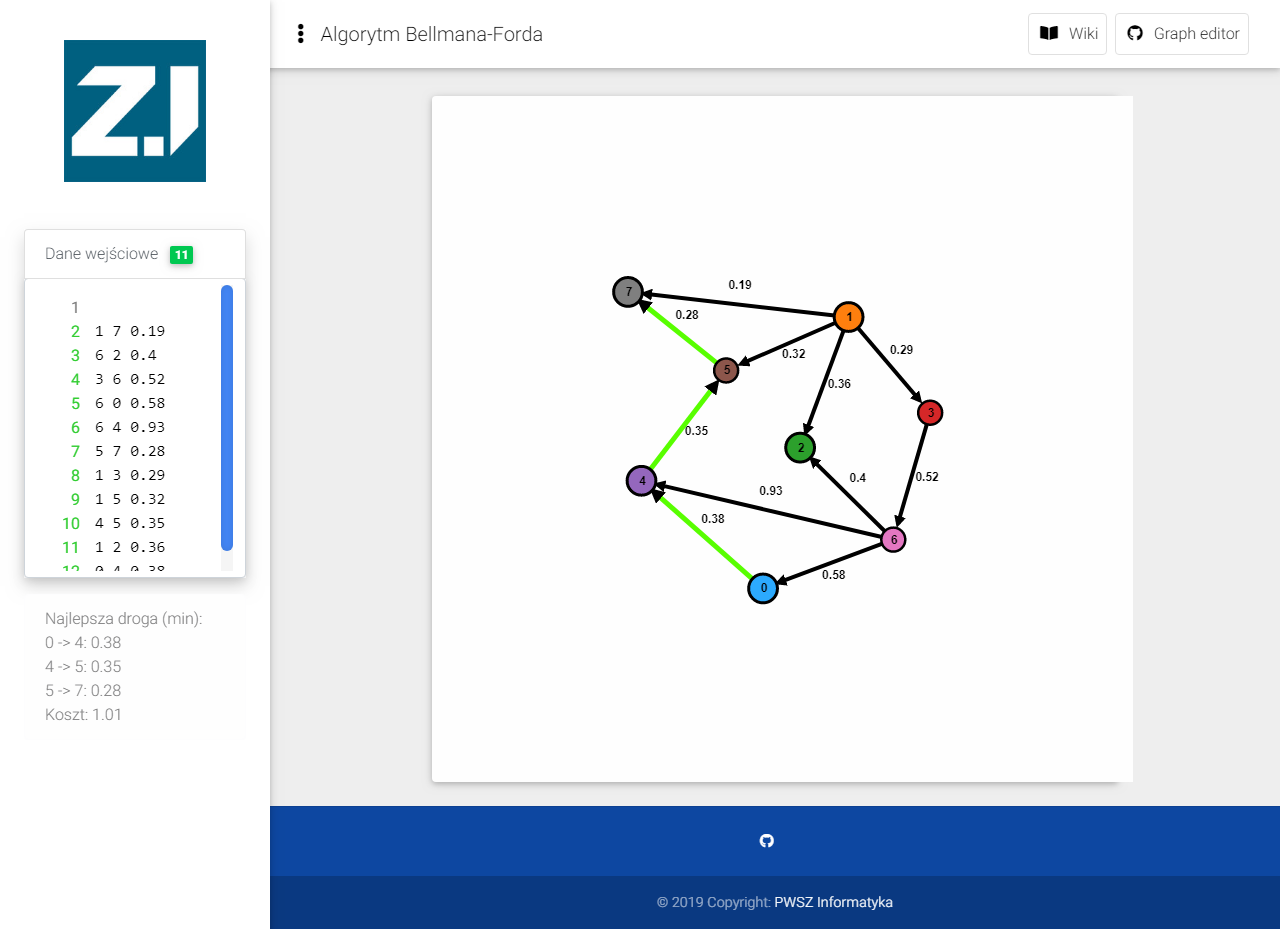 Z.I
Algorytm Bellmana-Forda
Wiki
Graph editor
Dane wejściowe 11
1
2 1 7 0.19
3 6 2 0.4
4 3 6 0.52
5 6 0 0.58
6 6 4 0.93
7 5 7 0.28
8 1 3 0.29
9 1 5 0.32
10 4 5 0.35
11 1 2 0.36
12 0 4 0.38
Najlepsza droga (min):
0 -> 4: 0.38
4 -> 5: 0.35
5 -> 7: 0.28
Koszt: 1.01
0.19
7
0.28
1
0.32
0.29
5
0.36
3
0.35
2
4
0.93
0.4
0.52
0.38
6
0.58
0
© 2019 Copyright: PWSZ Informatyka